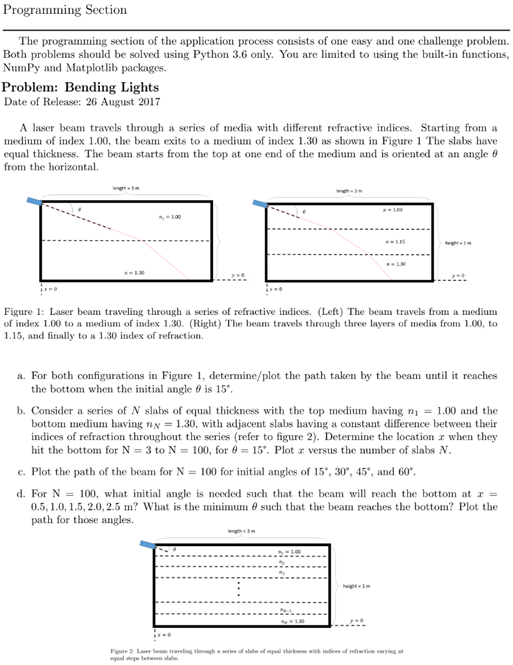 Programming Section
The programming section of the application process consists of one easy and one challenge problem.
Both problems should be solved using Python 3.6 only. You are limited to using the built-in functions,
NumPy and Matplotlib packages.
Problem: Bending Lights
Date of Release: 26 August 2017
A laser beam travels through a series of media with different refractive indices. Starting from a
medium of index 1.00, the beam exits to a medium of index 1.30 as shown in Figure 1 The slabs have
equal thickness. The beam starts from the top at one end of the medium and is oriented at an angle θ
from the horizontal.
length = 3 m
length = 3 m
θ
n₁ = 1.00
n = 1.30
y = 0
x = 0
θ
n = 1.00
n = 1.15
n = 1.30
height = 1 m
y = 0
x = 0
Figure 1: Laser beam traveling through a series of refractive indices. (Left) The beam travels from a medium
of index 1.00 to a medium of index 1.30. (Right) The beam travels through three layers of media from 1.00, to
1.15, and finally to a 1.30 index of refraction.
a. For both configurations in Figure 1, determine/plot the path taken by the beam until it reaches
the bottom when the initial angle θ is 15°.
b. Consider a series of N slabs of equal thickness with the top medium having n₁ = 1.00 and the
bottom medium having n_N = 1.30, with adjacent slabs having a constant difference between their
indices of refraction throughout the series (refer to figure 2). Determine the location x when they
hit the bottom for N = 3 to N = 100, for θ = 15°. Plot x versus the number of slabs N.
c. Plot the path of the beam for N = 100 for initial angles of 15°, 30°, 45°, and 60°.
d. For N = 100, what initial angle is needed such that the beam will reach the bottom at x =
0.5, 1.0, 1.5, 2.0, 2.5 m? What is the minimum θ such that the beam reaches the bottom? Plot the
path for those angles.
length = 3 m
θ
n₁ = 1.00
n₂
n₃
height = 1 m
n_N-1
n_N = 1.30
y = 0
x = 0
Figure 2: Laser beam traveling through a series of slabs of equal thickness with indices of refraction varying at
equal steps between slabs.